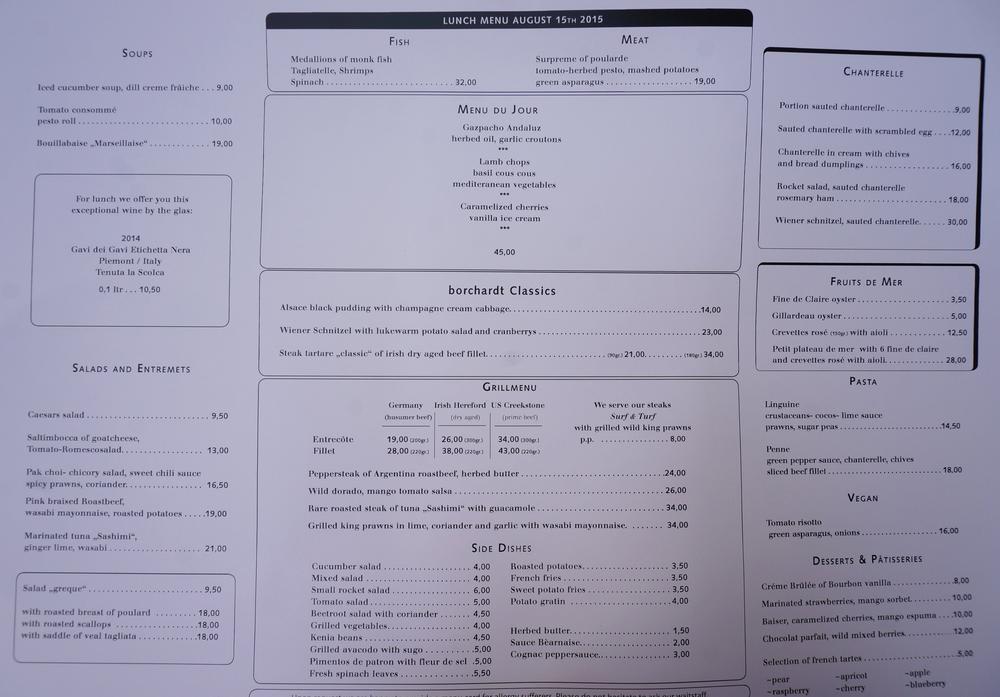 LUNCH MENU AUGUST 15TH 2015
SOUPS
Iced cucumber soup, dill creme frâiche . . . 9,00
Tomato consommé
pesto roll . . . 10,00
Bouillabaise „Marseillaise“ . . . 19,00
For lunch we offer you this
exceptional wine by the glas:
2014
Gavi dei Gavi Etichetta Nera
Piemont / Italy
Tenuta la Scolca
0,1 ltr . . . 10,50
SALADS AND ENTREMETS
Caesars salad . . . 9,50
Saltimbocca of goatcheese,
Tomato-Romescosalad. . . . 13,00
Pak choi- chicory salad, sweet chili sauce
spicy prawns, coriander. . . . 16,50
Pink braised Roastbeef,
wasabi mayonnaise, roasted potatoes . . . 19,00
Marinated tuna „Sashimi“,
ginger lime, wasabi . . . 21,00
Salad „greque“ . . . 9,50
with roasted breast of poulard . . . 18,00
with roasted scallops . . . 18,00
with saddle of veal tagliata . . . 18,00
FISH
Medallions of monk fish
Tagliatelle, Shrimps
Spinach . . . 32,00
MEAT
Surpreme of poularde
tomato-herbed pesto, mashed potatoes
green asparagus . . . 19,00
MENU DU JOUR
Gazpacho Andaluz
herbed oil, garlic croutons
***
Lamb chops
basil cous cous
mediteranean vegetables
***
Caramelized cherries
vanilla ice cream
***
45,00
borchardt Classics
Alsace black pudding with champagne cream cabbage. . . . 14,00
Wiener Schnitzel with lukewarm potato salad and cranberrys . . . 23,00
Steak tartare „classic“ of irish dry aged beef fillet. . . . (90gr.) 21,00. . . . (180gr.) 34,00
GRILLMENU
Germany Irish Hereford US Creekstone
(husumer beef) (dry aged) (prime beef)
Entrecôte 19,00 (200gr.) 26,00 (300gr.) 34,00 (300gr.)
Fillet 28,00 (220gr.) 38,00 (220gr.) 43,00 (220gr.)
We serve our steaks
Surf & Turf
with grilled wild king prawns
p.p. . . . 8,00
Peppersteak of Argentina roastbeef, herbed butter . . . 24,00
Wild dorado, mango tomato salsa . . . 26,00
Rare roasted steak of tuna „Sashimi“ with guacamole . . . 34,00
Grilled king prawns in lime, coriander and garlic with wasabi mayonnaise. . . . 34,00
SIDE DISHES
Cucumber salad . . . 4,00
Mixed salad . . . 4,00
Small rocket salad . . . 6,00
Tomato salad . . . 5,00
Beetroot salad with coriander . . . 4,50
Grilled vegetables. . . . 4,00
Kenia beans . . . 4,50
Grilled avacodo with sugo . . . 5,00
Pimentos de patron with fleur de sel . 5,00
Fresh spinach leaves . . . 5,50
Roasted potatoes. . . . 3,50
French fries . . . 3,50
Sweet potato fries . . . 3,50
Potato gratin . . . 4,00
Herbed butter. . . . 1,50
Sauce Béarnaise. . . . 2,00
Cognac peppersauce. . . . 3,00
CHANTERELLE
Portion sauted chanterelle . . . 9,00
Sauted chanterelle with scrambled egg . . . 12,00
Chanterelle in cream with chives
and bread dumplings . . . 16,00
Rocket salad, sauted chanterelle
rosemary ham . . . 18,00
Wiener schnitzel, sauted chanterelle. . . . 30,00
FRUITS DE MER
Fine de Claire oyster . . . 3,50
Gillardeau oyster . . . 5,00
Crevettes rosé (150gr.) with aioli . . . 12,50
Petit plateau de mer with 6 fine de claire
and crevettes rosé with aioli. . . . 28,00
PASTA
Linguine
crustaceans- cocos- lime sauce
prawns, sugar peas . . . 14,50
Penne
green pepper sauce, chanterelle, chives
sliced beef fillet . . . 18,00
VEGAN
Tomato risotto
green asparagus, onions . . . 16,00
DESSERTS & PÂTISSERIES
Créme Brûlée of Bourbon vanilla . . . 8,00
Marinated strawberries, mango sorbet. . . . 10,00
Baiser, caramelized cherries, mango espuma . . . 10,00
Chocolat parfait, wild mixed berries. . . . 12,00
Selection of french tartes . . . 5,00
~pear ~apricot ~apple
~raspberry ~cherry ~blueberry
card for allergy sufferers. Please do not hesitate to ask our waitstaff